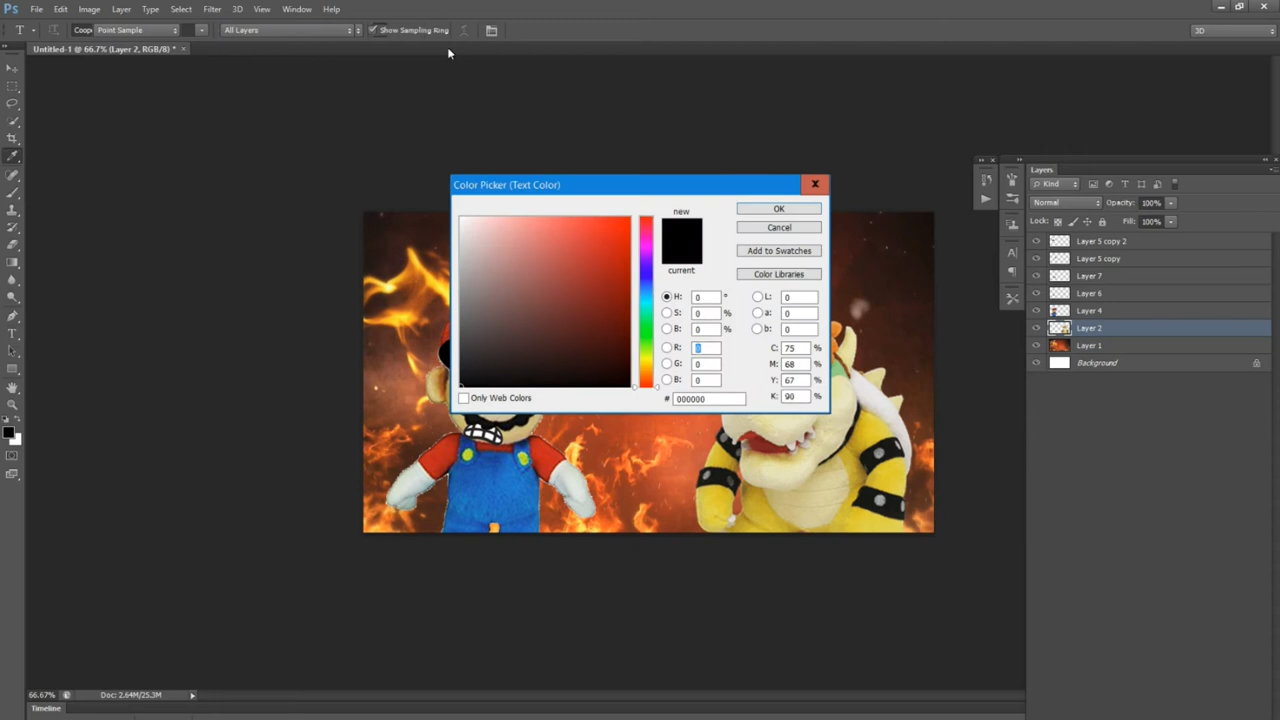 Ps File Edit Image Layer Type Select Filter 3D View Window Help
T Point Sample All Layers Show Sampling Ring 3D
Untitled-1 @ 66.7% (Layer 2, RGB/8) * ×
Color Picker (Text Color)
new
current
OK
Cancel
Add to Swatches
Color Libraries
H: 0 ° L: 0
S: 0 % a: 0
B: 0 % b: 0
R: 0 C: 75 %
G: 0 M: 68 %
B: 0 Y: 67 %
# 000000 K: 90 %
Only Web Colors
Layers
Kind
Normal Opacity: 100%
Lock: Fill: 100%
Layer 5 copy 2
Layer 5 copy
Layer 7
Layer 6
Layer 4
Layer 2
Layer 1
Background
66.67% Doc: 2.64M/25.3M
Timeline